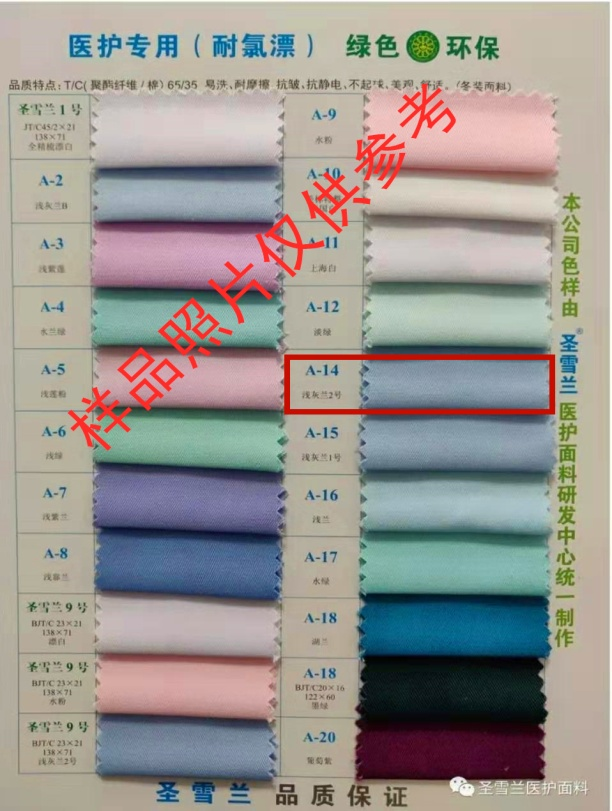 医护专用（耐氯漂） 绿色 环保
品质特点：T/C（聚酯纤维/棉）65/35 易洗、耐摩擦 抗皱、抗静电、不起球、美观、舒适。（冬装面料）
圣雪兰1号
JT/C45/2×21
138×71
全精梳漂白
A-2
浅灰兰B
A-3
浅紫莲
A-4
水兰绿
A-5
浅莲粉
A-6
浅绿
A-7
浅紫兰
A-8
浅藏兰
圣雪兰9号
BJT/C 23×21
138×71
漂白
圣雪兰9号
BJT/C 23×21
138×71
水粉
圣雪兰9号
BJT/C 23×21
138×71
浅灰兰2号
A-9
水粉
A-10
A-11
上海白
A-12
淡绿
A-14
浅灰兰2号
A-15
浅灰兰1号
A-16
浅兰
A-17
水绿
A-18
湖兰
A-18
BJT/C20×16
122×60
墨绿
A-20
葡萄紫
本公司色样由 圣雪兰® 医护面料研发中心统一制作
样品照片仅供参考
圣雪兰 品质保证
圣雪兰医护面料